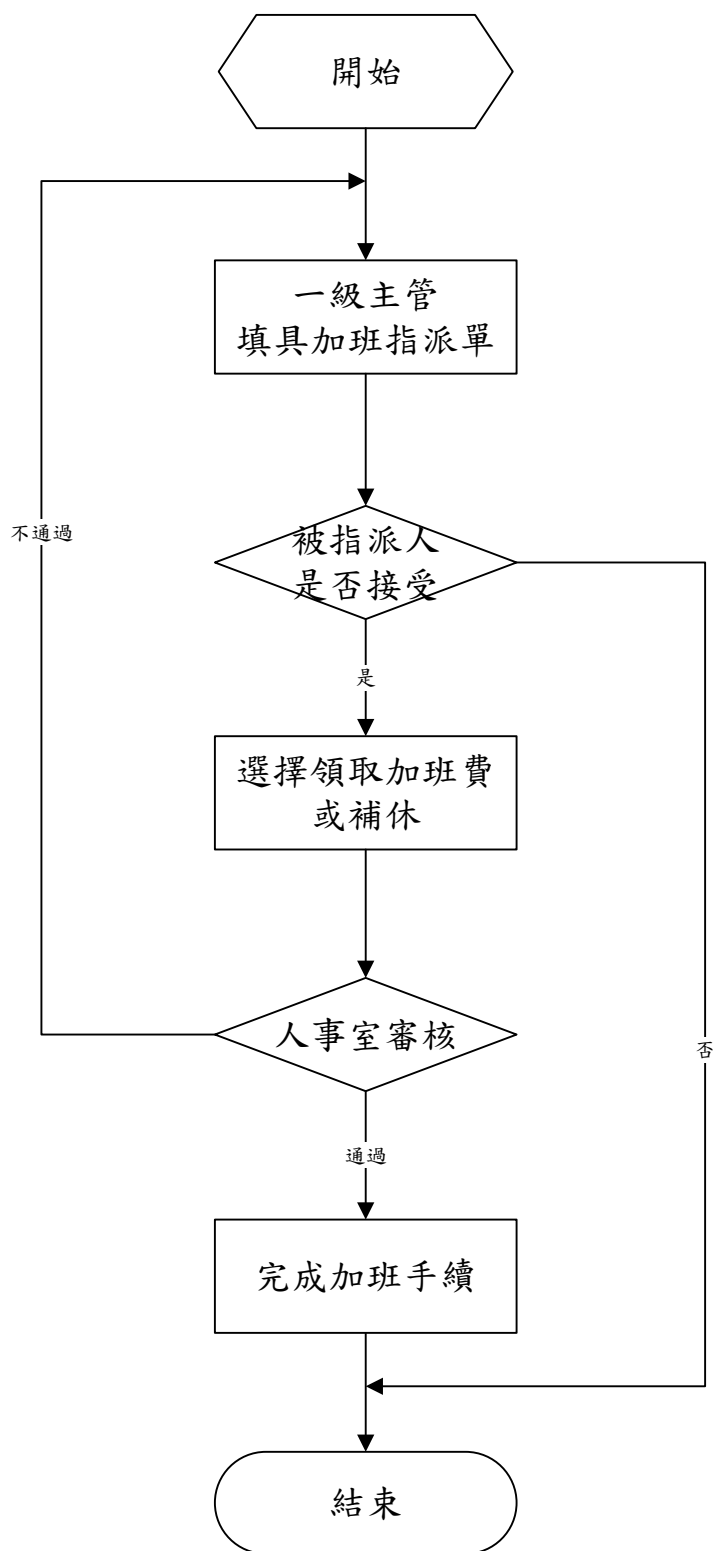 開始
一級主管
填具加班指派單
不通過
被指派人
是否接受
是
選擇領取加班費
或補休
人事室審核
否
通過
完成加班手續
結束